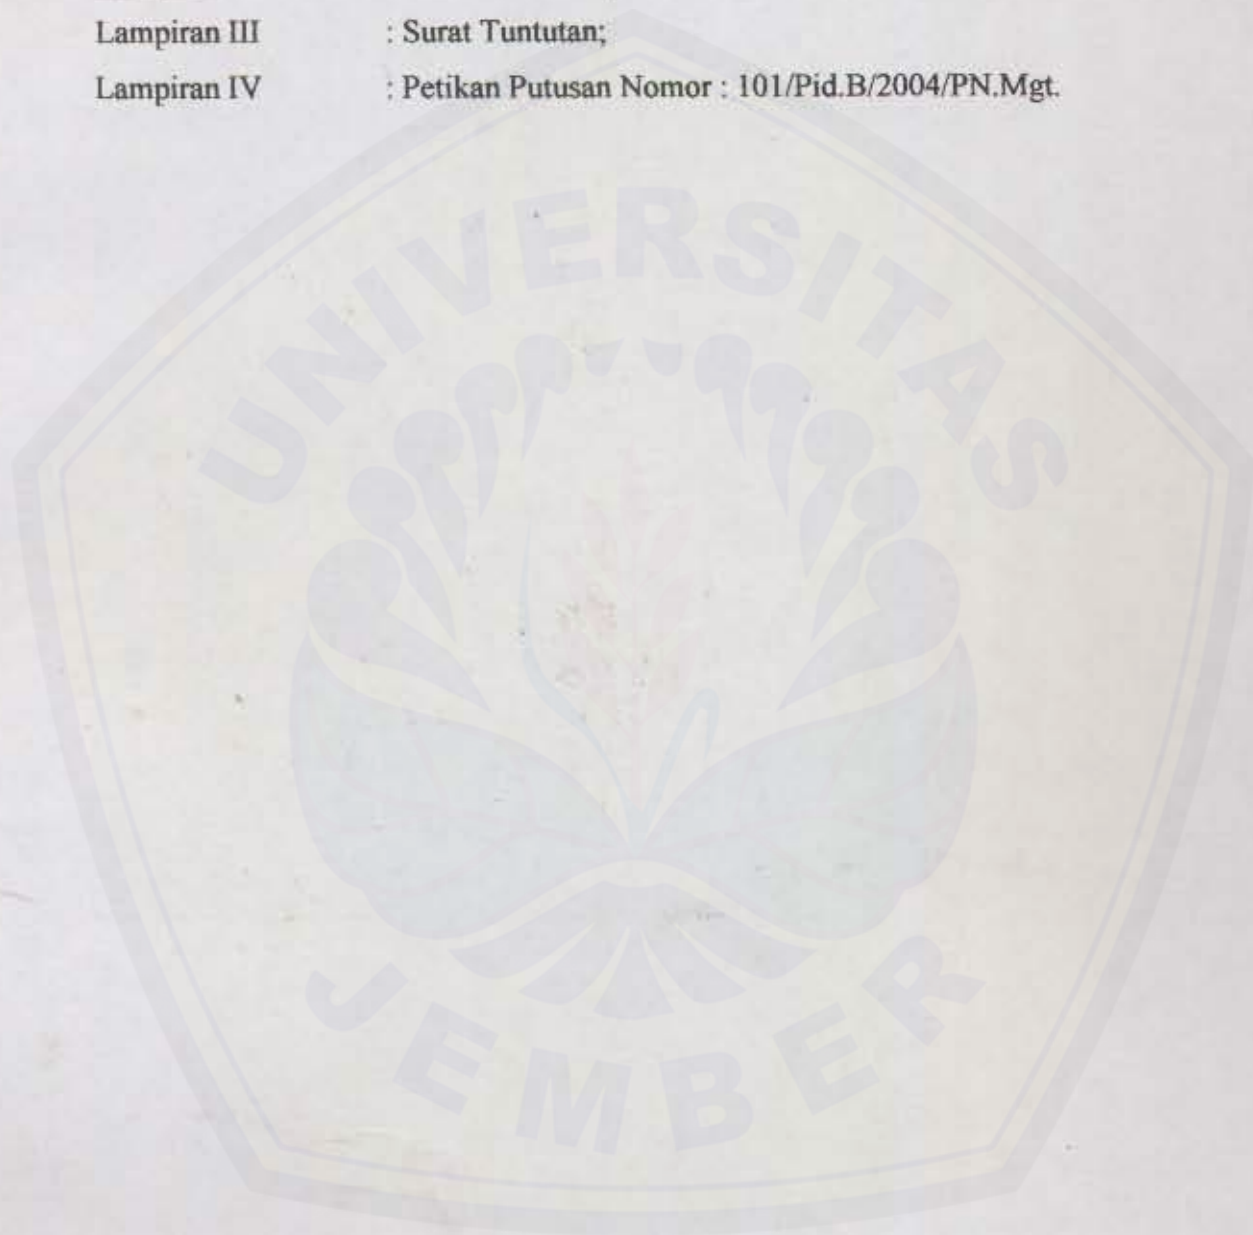 Lampiran III : Surat Tuntutan;
Lampiran IV : Petikan Putusan Nomor : 101/Pid.B/2004/PN.Mgt.
UNIVERSITAS
JEMBER